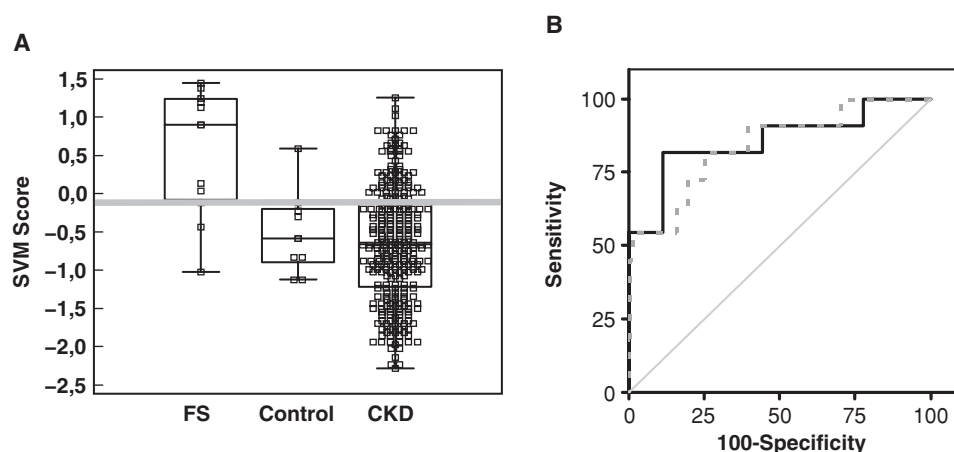 A
SVM Score
1,5
1,0
0,5
0,0
−0,5
−1,0
−1,5
−2,0
−2,5
FS Control CKD
B
Sensitivity
100
75
50
25
0
0 25 50 75 100
100-Specificity